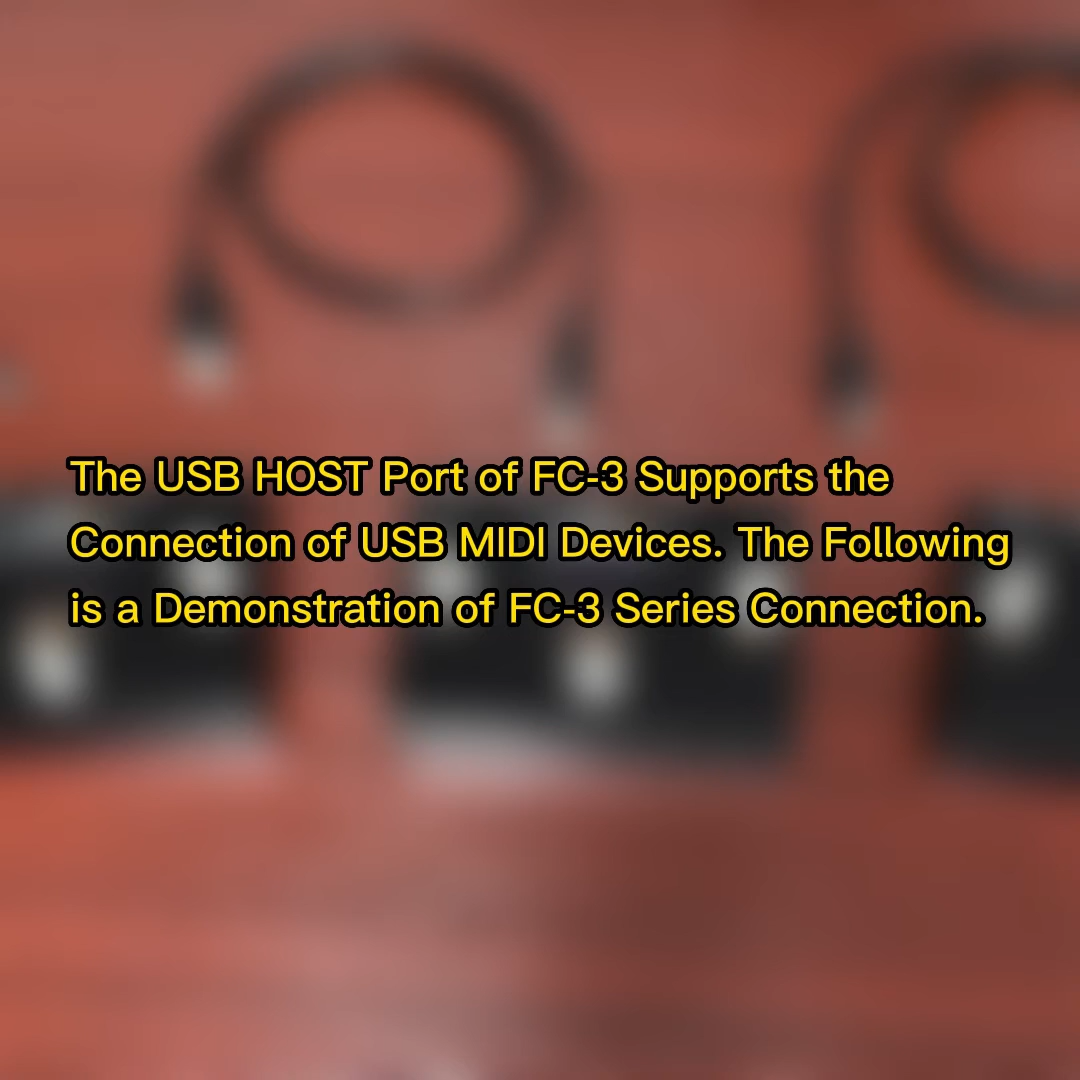 The USB HOST Port of FC-3 Supports the
Connection of USB MIDI Devices. The Following
is a Demonstration of FC-3 Series Connection.